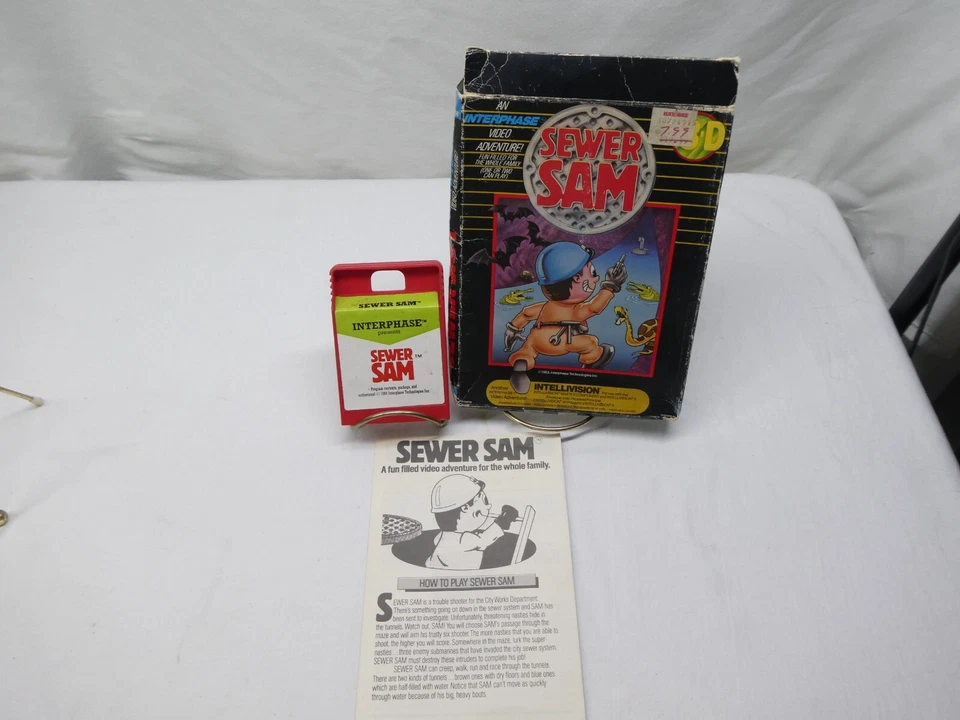 AN
INTERPHASE™
VIDEO
ADVENTURE!
FUN FILLED FOR
THE WHOLE FAMILY
(ONE OR TWO
CAN PLAY)
SEWER
SAM
7.99
3D
INTELLIVISION
SEWER SAM™
INTERPHASE™
presents
SEWER™
SAM
SEWER SAM™
A fun filled video adventure for the whole family.
HOW TO PLAY SEWER SAM
SEWER SAM is a trouble shooter for the City Works Department.
There's something going on down in the sewer system and SAM has
been sent to investigate. Unfortunately, threatening nasties hide in
the tunnels. Watch out, SAM! You will choose SAM's passage through the
maze and will aim his trusty six shooter. The more nasties that you are able to
shoot, the higher you will score. Somewhere in the maze, lurk the super
nasties ...three enemy submarines that have invaded the city sewer system.
SEWER SAM must destroy these intruders to complete his job!
SEWER SAM can creep, walk, run and race through the tunnels.
There are two kinds of tunnels ...brown ones with dry floors and blue ones
which are half-filled with water. Notice that SAM can't move as quickly
through water because of his big, heavy boots.